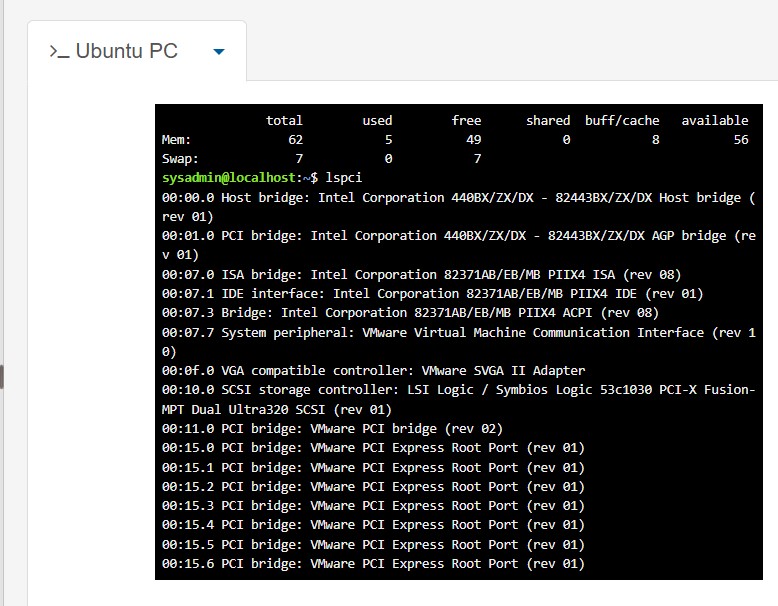 >_ Ubuntu PC
total used free shared buff/cache available
Mem: 62 5 49 0 8 56
Swap: 7 0 7
sysadmin@localhost:~$ lspci
00:00.0 Host bridge: Intel Corporation 440BX/ZX/DX - 82443BX/ZX/DX Host bridge (
rev 01)
00:01.0 PCI bridge: Intel Corporation 440BX/ZX/DX - 82443BX/ZX/DX AGP bridge (re
v 01)
00:07.0 ISA bridge: Intel Corporation 82371AB/EB/MB PIIX4 ISA (rev 08)
00:07.1 IDE interface: Intel Corporation 82371AB/EB/MB PIIX4 IDE (rev 01)
00:07.3 Bridge: Intel Corporation 82371AB/EB/MB PIIX4 ACPI (rev 08)
00:07.7 System peripheral: VMware Virtual Machine Communication Interface (rev 1
0)
00:0f.0 VGA compatible controller: VMware SVGA II Adapter
00:10.0 SCSI storage controller: LSI Logic / Symbios Logic 53c1030 PCI-X Fusion-
MPT Dual Ultra320 SCSI (rev 01)
00:11.0 PCI bridge: VMware PCI bridge (rev 02)
00:15.0 PCI bridge: VMware PCI Express Root Port (rev 01)
00:15.1 PCI bridge: VMware PCI Express Root Port (rev 01)
00:15.2 PCI bridge: VMware PCI Express Root Port (rev 01)
00:15.3 PCI bridge: VMware PCI Express Root Port (rev 01)
00:15.4 PCI bridge: VMware PCI Express Root Port (rev 01)
00:15.5 PCI bridge: VMware PCI Express Root Port (rev 01)
00:15.6 PCI bridge: VMware PCI Express Root Port (rev 01)